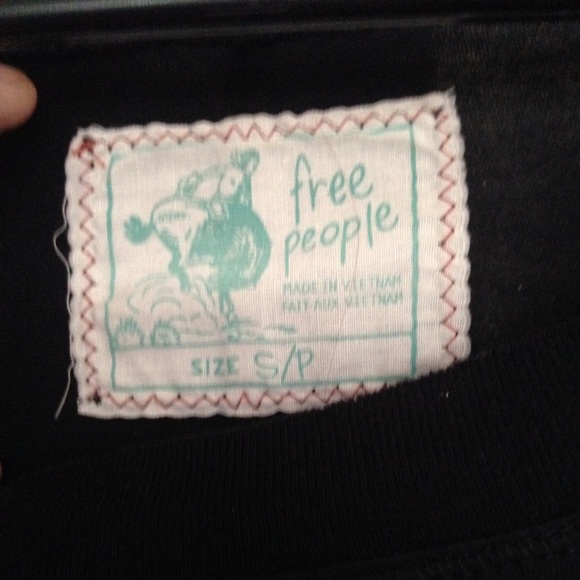 free
people
MADE IN VIETNAM
FAIT AUX VIETNAM
SIZE S/P